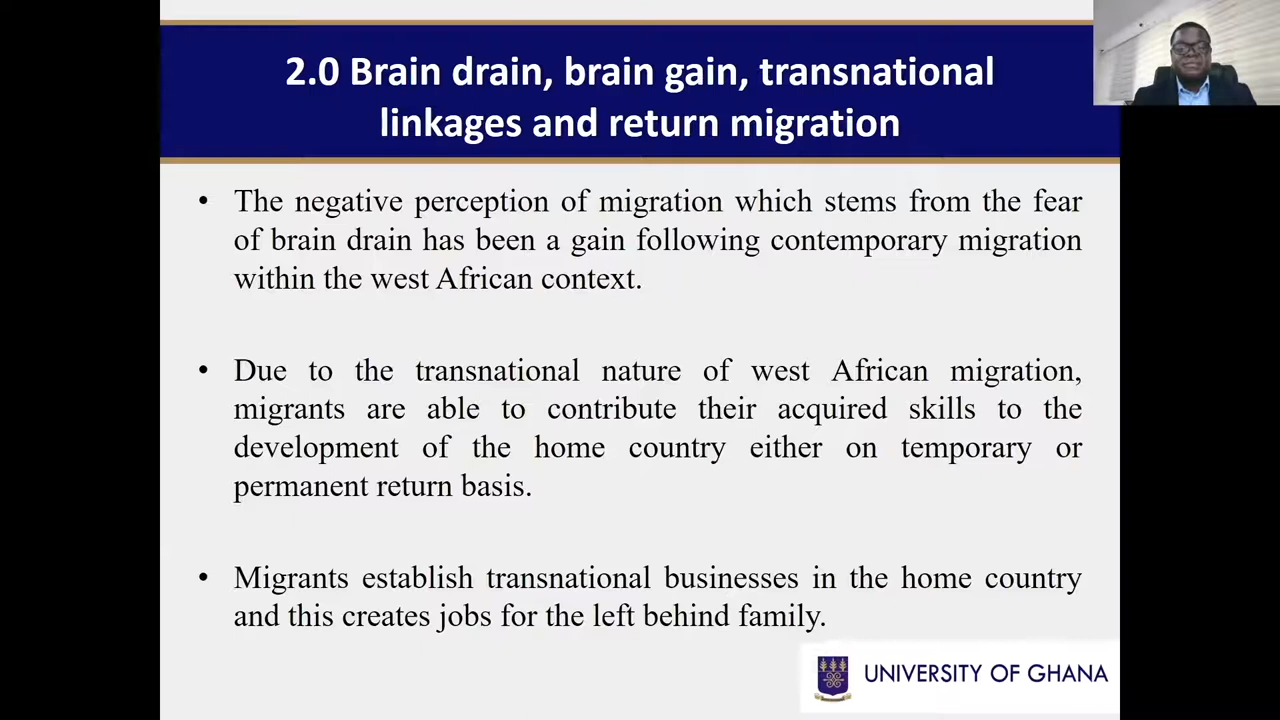 2.0 Brain drain, brain gain, transnational
linkages and return migration
• The negative perception of migration which stems from the fear
of brain drain has been a gain following contemporary migration
within the west African context.
• Due to the transnational nature of west African migration,
migrants are able to contribute their acquired skills to the
development of the home country either on temporary or
permanent return basis.
• Migrants establish transnational businesses in the home country
and this creates jobs for the left behind family.
UNIVERSITY OF GHANA